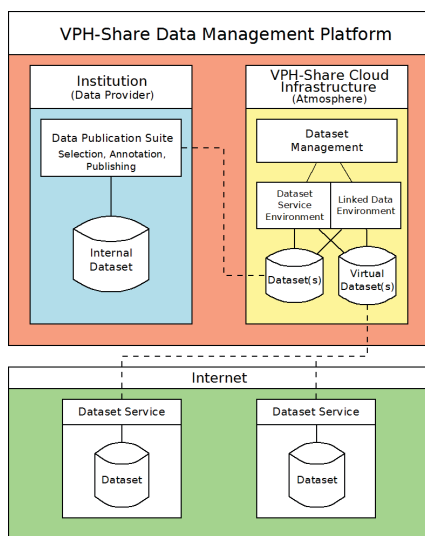 VPH-Share Data Management Platform
Institution
(Data Provider)
Data Publication Suite
Selection, Annotation,
Publishing
Internal
Dataset
VPH-Share Cloud
Infrastructure
(Atmosphere)
Dataset
Management
Dataset
Service
Environment
Linked Data
Environment
Dataset(s)
Virtual
Dataset(s)
Internet
Dataset Service
Dataset
Dataset Service
Dataset